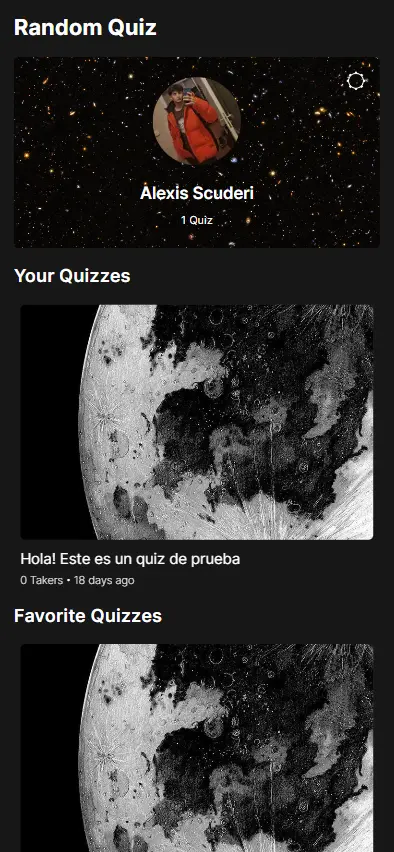 Random Quiz
Alexis Scuderi
1 Quiz
Your Quizzes
Hola! Este es un quiz de prueba
0 Takers • 18 days ago
Favorite Quizzes